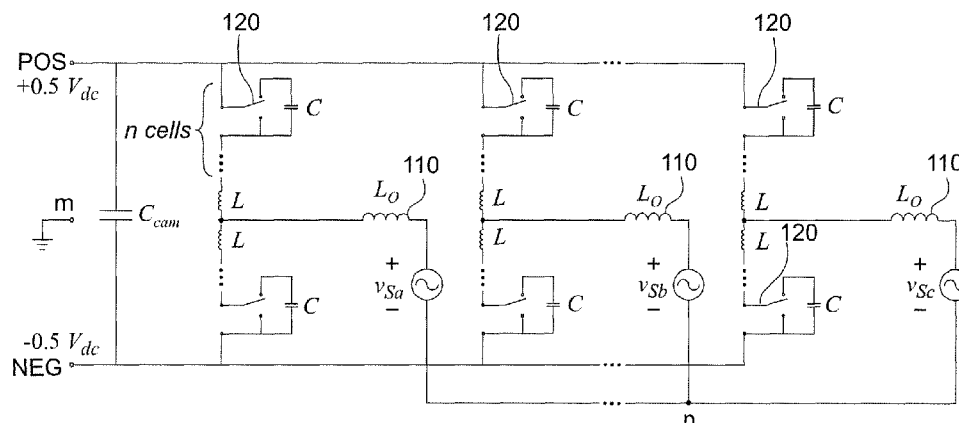 120
120
120
POS
+0.5 Vdc
n cells
C
C
C
110
110
110
L
LO
L
LO
L
LO
m
Ccam
L
L
L
120
+
vSa
−
+
vSb
−
+
vSc
−
C
C
C
-0.5 Vdc
NEG
n